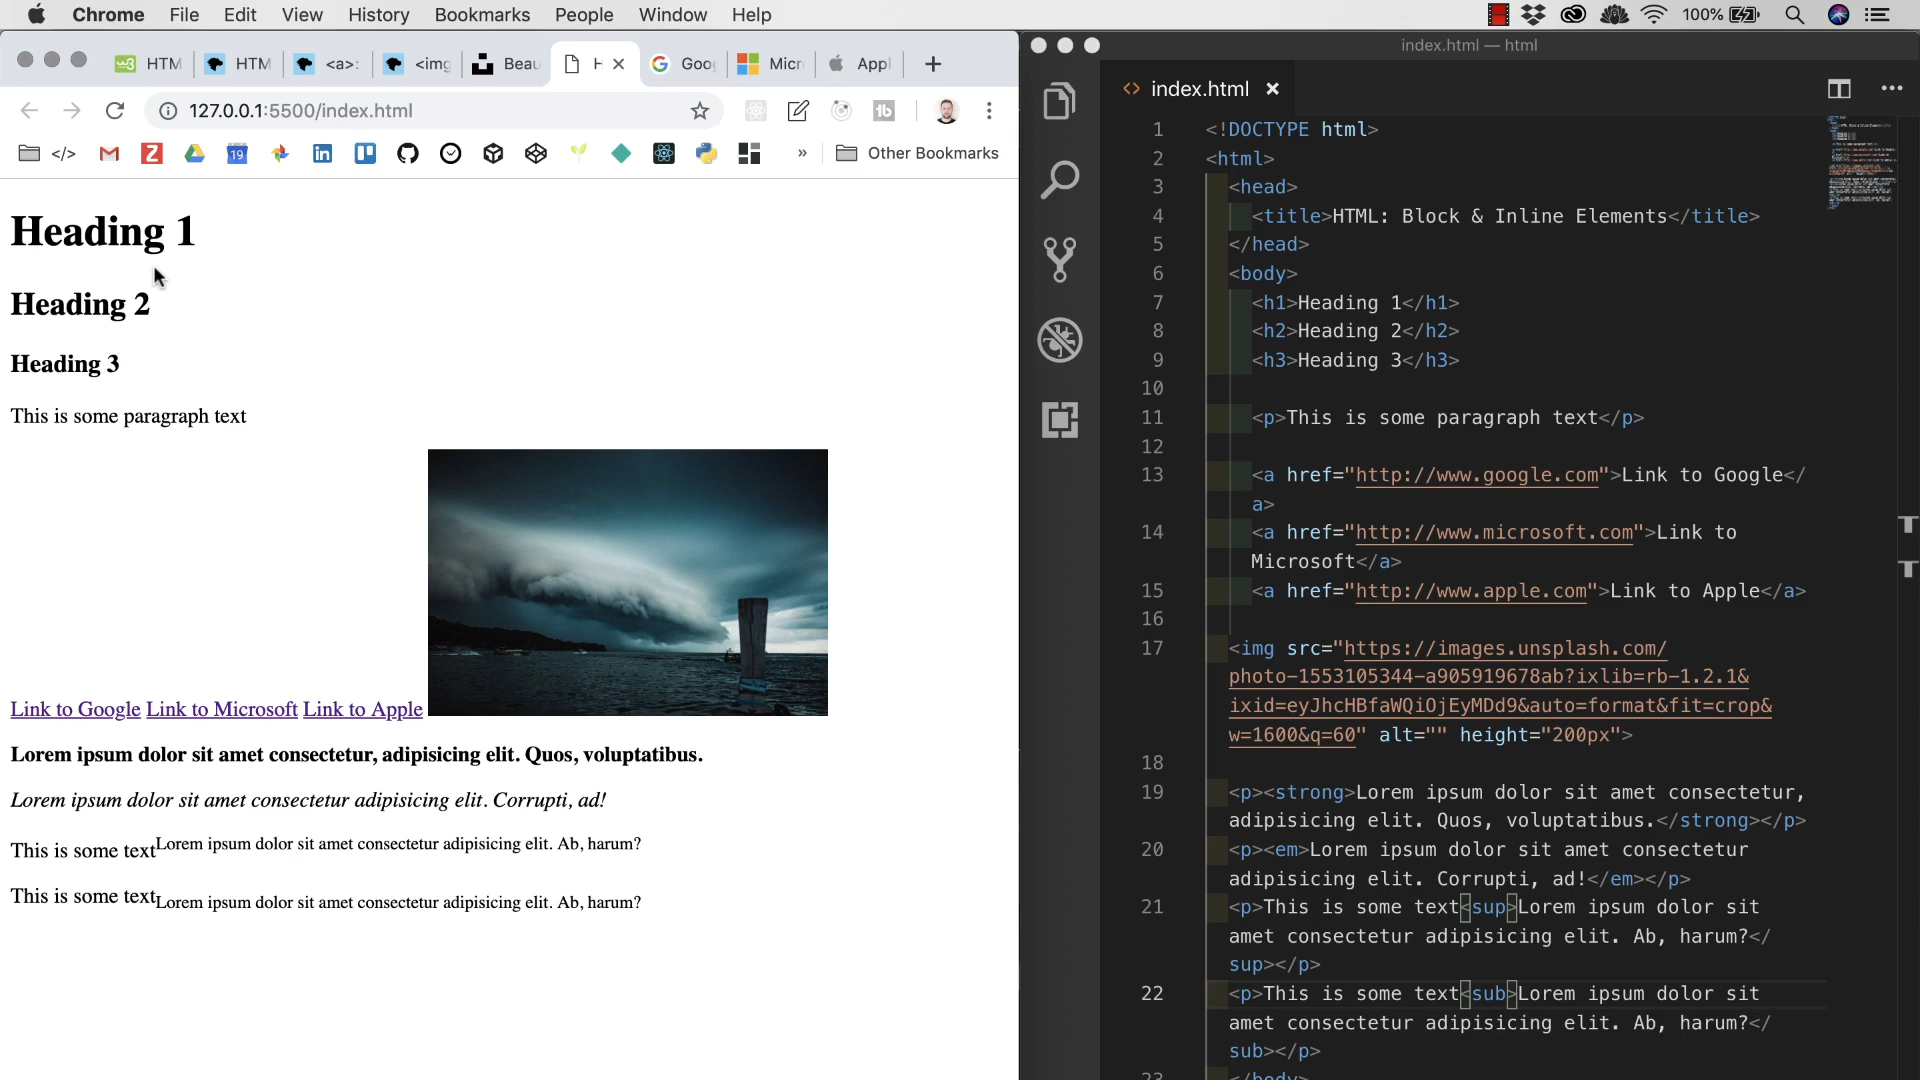 Chrome File Edit View History Bookmarks People Window Help
100%
HTM
HTM
<a>:
<img
Beau
H
Goog
Micr
Appl
127.0.0.1:5500/index.html
</>
19
Other Bookmarks
Heading 1
Heading 2
Heading 3
This is some paragraph text
Link to Google Link to Microsoft Link to Apple
Lorem ipsum dolor sit amet consectetur, adipisicing elit. Quos, voluptatibus.
Lorem ipsum dolor sit amet consectetur adipisicing elit. Corrupti, ad!
This is some textLorem ipsum dolor sit amet consectetur adipisicing elit. Ab, harum?
This is some textLorem ipsum dolor sit amet consectetur adipisicing elit. Ab, harum?
index.html — html
index.html
1 <!DOCTYPE html>
2 <html>
3 <head>
4 <title>HTML: Block & Inline Elements</title>
5 </head>
6 <body>
7 <h1>Heading 1</h1>
8 <h2>Heading 2</h2>
9 <h3>Heading 3</h3>
10
11 <p>This is some paragraph text</p>
12
13 <a href="http://www.google.com">Link to Google</
a>
14 <a href="http://www.microsoft.com">Link to
Microsoft</a>
15 <a href="http://www.apple.com">Link to Apple</a>
16
17 <img src="https://images.unsplash.com/
photo-1553105344-a905919678ab?ixlib=rb-1.2.1&
ixid=eyJhcHBfaWQiOjEyMDd9&auto=format&fit=crop&
w=1600&q=60" alt="" height="200px">
18
19 <p><strong>Lorem ipsum dolor sit amet consectetur,
adipisicing elit. Quos, voluptatibus.</strong></p>
20 <p><em>Lorem ipsum dolor sit amet consectetur
adipisicing elit. Corrupti, ad!</em></p>
21 <p>This is some text<sup>Lorem ipsum dolor sit
amet consectetur adipisicing elit. Ab, harum?</
sup></p>
22 <p>This is some text<sub>Lorem ipsum dolor sit
amet consectetur adipisicing elit. Ab, harum?</
sub></p>
23 </body>